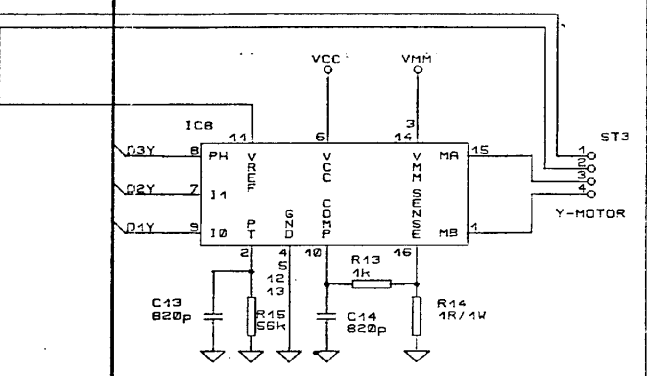 VCC VMM
IC8
ST3
11 6 3
14
D3Y 8 PH VREF VCC VMM MA 15 1
2
D2Y 7 I1 3
4
Y-MOTOR
D1Y 9 I0 PT GND COMP SENSE MB 1
2 4 10 16
5
12
13
R13
1k
C13
820p
R15
56k
C14
820p
R14
1R/1W